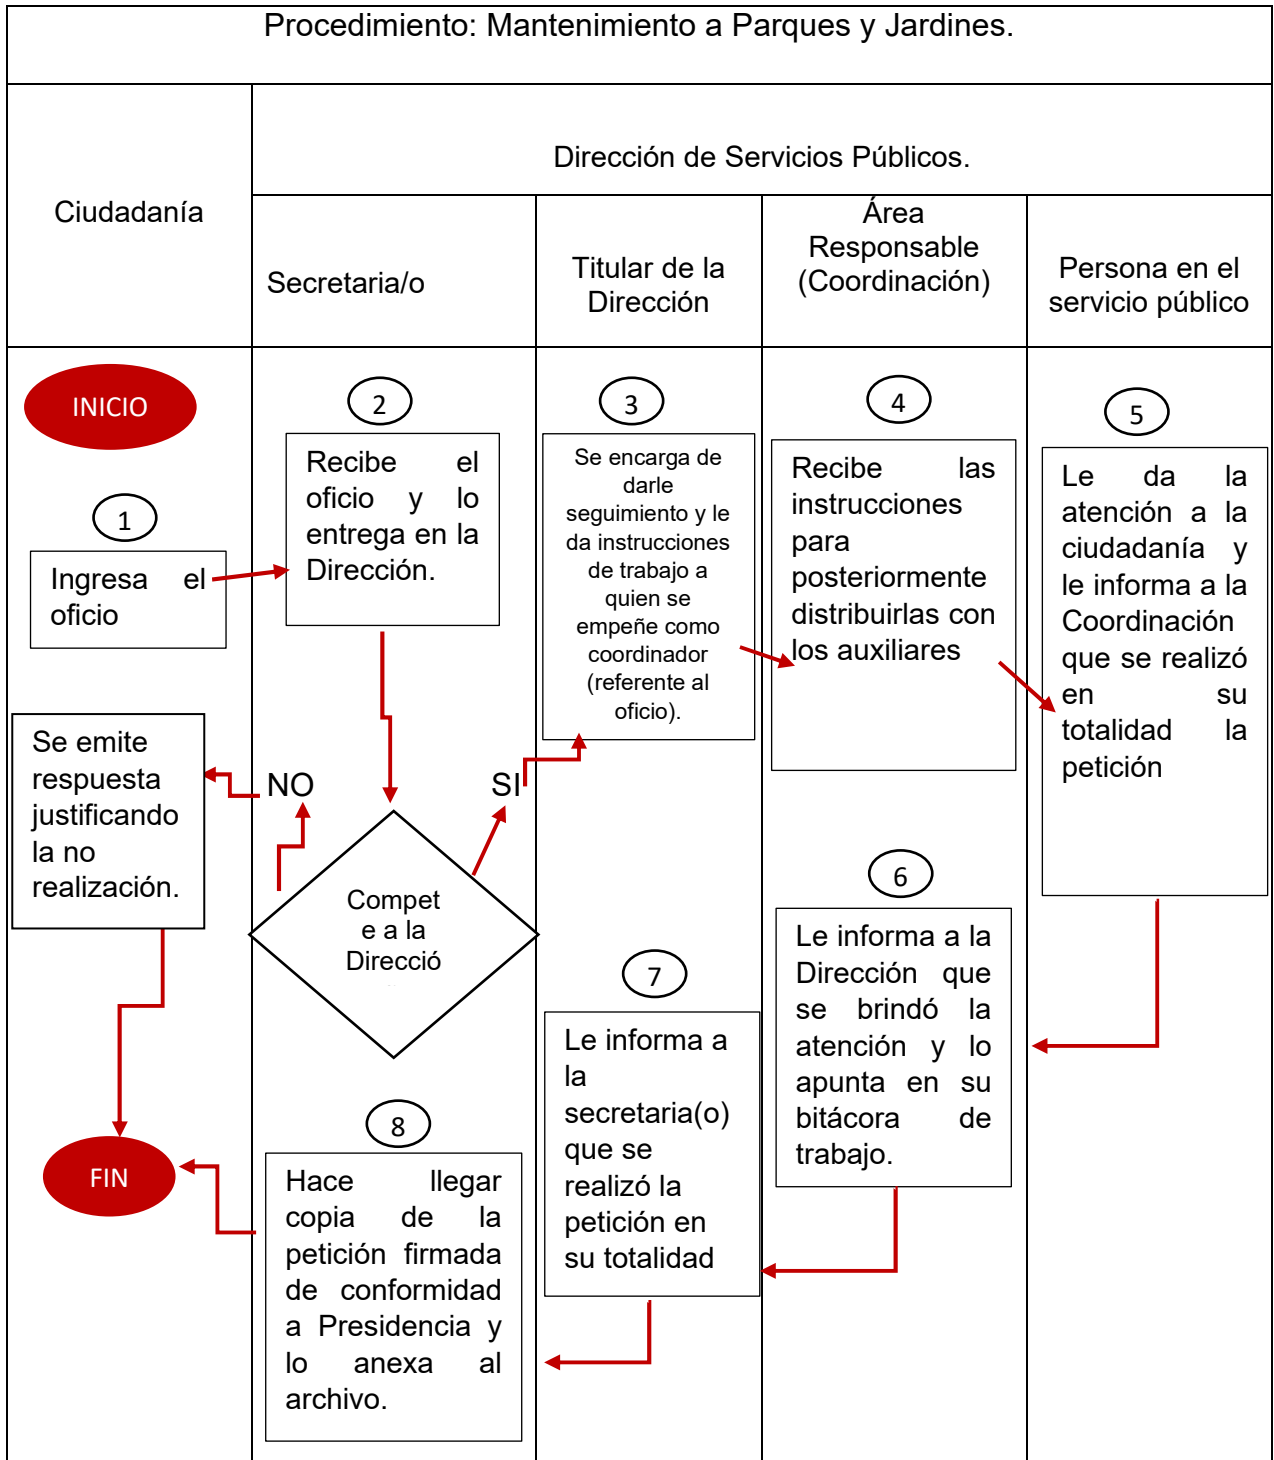 Procedimiento: Mantenimiento a Parques y Jardines.
Ciudadanía
Dirección de Servicios Públicos.
Secretaria/o
Titular de la
Dirección
Área
Responsable
(Coordinación)
Persona en el
servicio público
INICIO
1
Ingresa el
oficio
2
Recibe el
oficio y lo
entrega en la
Dirección.
3
Se encarga de
darle
seguimiento y le
da instrucciones
de trabajo a
quien se
empeñe como
coordinador
(referente al
oficio).
4
Recibe las
instrucciones
para
posteriormente
distribuirlas con
los auxiliares
5
Le da la
atención a la
ciudadanía y
le informa a la
Coordinación
que se realizó
en su
totalidad la
petición
Se emite
respuesta
justificando
la no
realización.
NO
SI
Compet
e a la
Direcció
6
Le informa a la
Dirección que
se brindó la
atención y lo
apunta en su
bitácora de
trabajo.
7
Le informa a
la
secretaria(o)
que se
realizó la
petición en
su totalidad
8
Hace llegar
copia de la
petición firmada
de conformidad
a Presidencia y
lo anexa al
archivo.
FIN